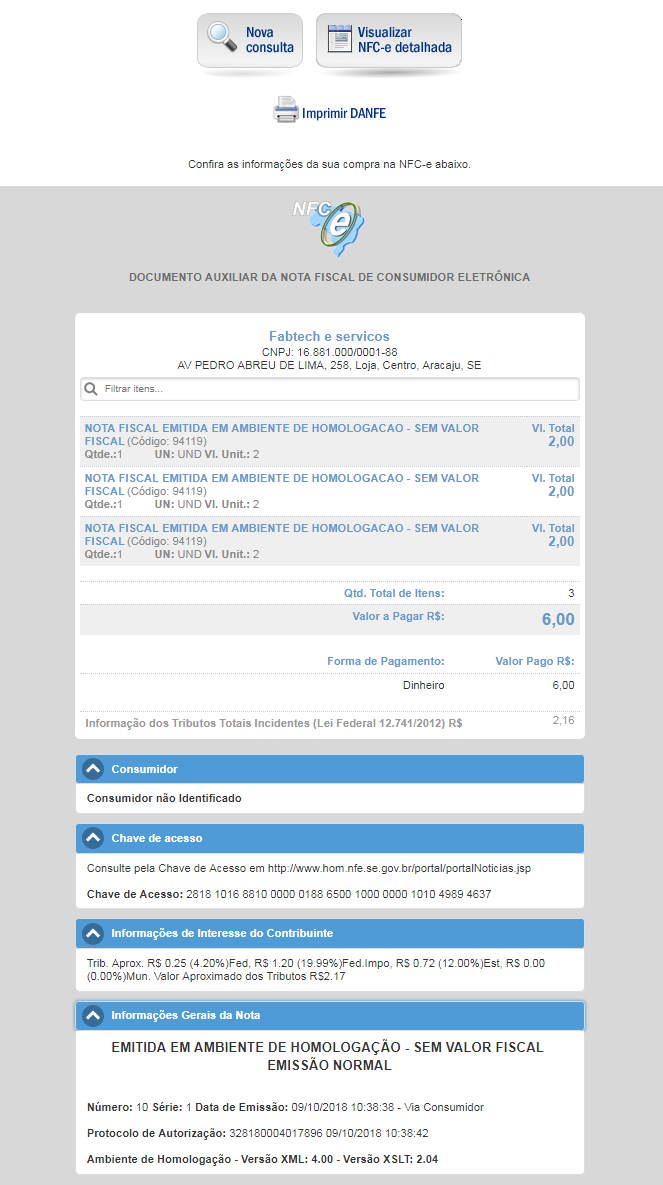 Nova
consulta
Visualizar
NFC-e detalhada
Imprimir DANFE
Confira as informações da sua compra na NFC-e abaixo.
NFC
e
DOCUMENTO AUXILIAR DA NOTA FISCAL DE CONSUMIDOR ELETRÔNICA
Fabtech e servicos
CNPJ: 16.881.000/0001-88
AV PEDRO ABREU DE LIMA, 258, Loja, Centro, Aracaju, SE
Filtrar itens...
NOTA FISCAL EMITIDA EM AMBIENTE DE HOMOLOGACAO - SEM VALOR Vl. Total
FISCAL (Código: 94119) 2,00
Qtde.:1 UN: UND Vl. Unit.: 2
NOTA FISCAL EMITIDA EM AMBIENTE DE HOMOLOGACAO - SEM VALOR Vl. Total
FISCAL (Código: 94119) 2,00
Qtde.:1 UN: UND Vl. Unit.: 2
NOTA FISCAL EMITIDA EM AMBIENTE DE HOMOLOGACAO - SEM VALOR Vl. Total
FISCAL (Código: 94119) 2,00
Qtde.:1 UN: UND Vl. Unit.: 2
Qtd. Total de Itens: 3
Valor a Pagar R$: 6,00
Forma de Pagamento: Valor Pago R$:
Dinheiro 6,00
Informação dos Tributos Totais Incidentes (Lei Federal 12.741/2012) R$ 2,16
Consumidor
Consumidor não Identificado
Chave de acesso
Consulte pela Chave de Acesso em http://www.hom.nfe.se.gov.br/portal/portalNoticias.jsp
Chave de Acesso: 2818 1016 8810 0000 0188 6500 1000 0000 1010 4989 4637
Informações de Interesse do Contribuinte
Trib. Aprox. R$ 0.25 (4.20%)Fed, R$ 1.20 (19.99%)Fed.Impo, R$ 0.72 (12.00%)Est, R$ 0.00
(0.00%)Mun. Valor Aproximado dos Tributos R$2.17
Informações Gerais da Nota
EMITIDA EM AMBIENTE DE HOMOLOGAÇÃO - SEM VALOR FISCAL
EMISSÃO NORMAL
Número: 10 Série: 1 Data de Emissão: 09/10/2018 10:38:38 - Via Consumidor
Protocolo de Autorização: 328180004017896 09/10/2018 10:38:42
Ambiente de Homologação - Versão XML: 4.00 - Versão XSLT: 2.04